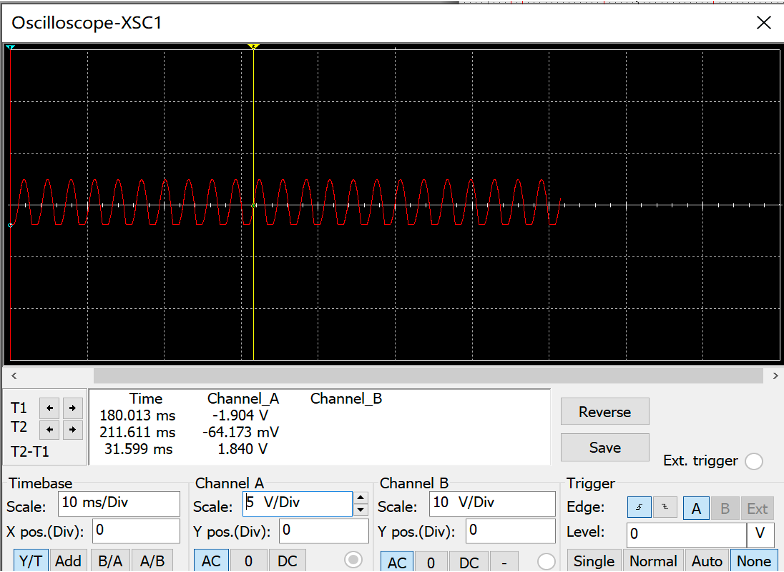 Oscilloscope-XSC1
Time Channel_A Channel_B
T1 180.013 ms -1.904 V
T2 211.611 ms -64.173 mV
T2-T1 31.599 ms 1.840 V
Reverse
Save
Ext. trigger
Timebase
Scale: 10 ms/Div
X pos.(Div): 0
Y/T Add B/A A/B
Channel A
Scale: 5 V/Div
Y pos.(Div): 0
AC 0 DC
Channel B
Scale: 10 V/Div
Y pos.(Div): 0
AC 0 DC -
Trigger
Edge: A B Ext
Level: 0 V
Single Normal Auto None